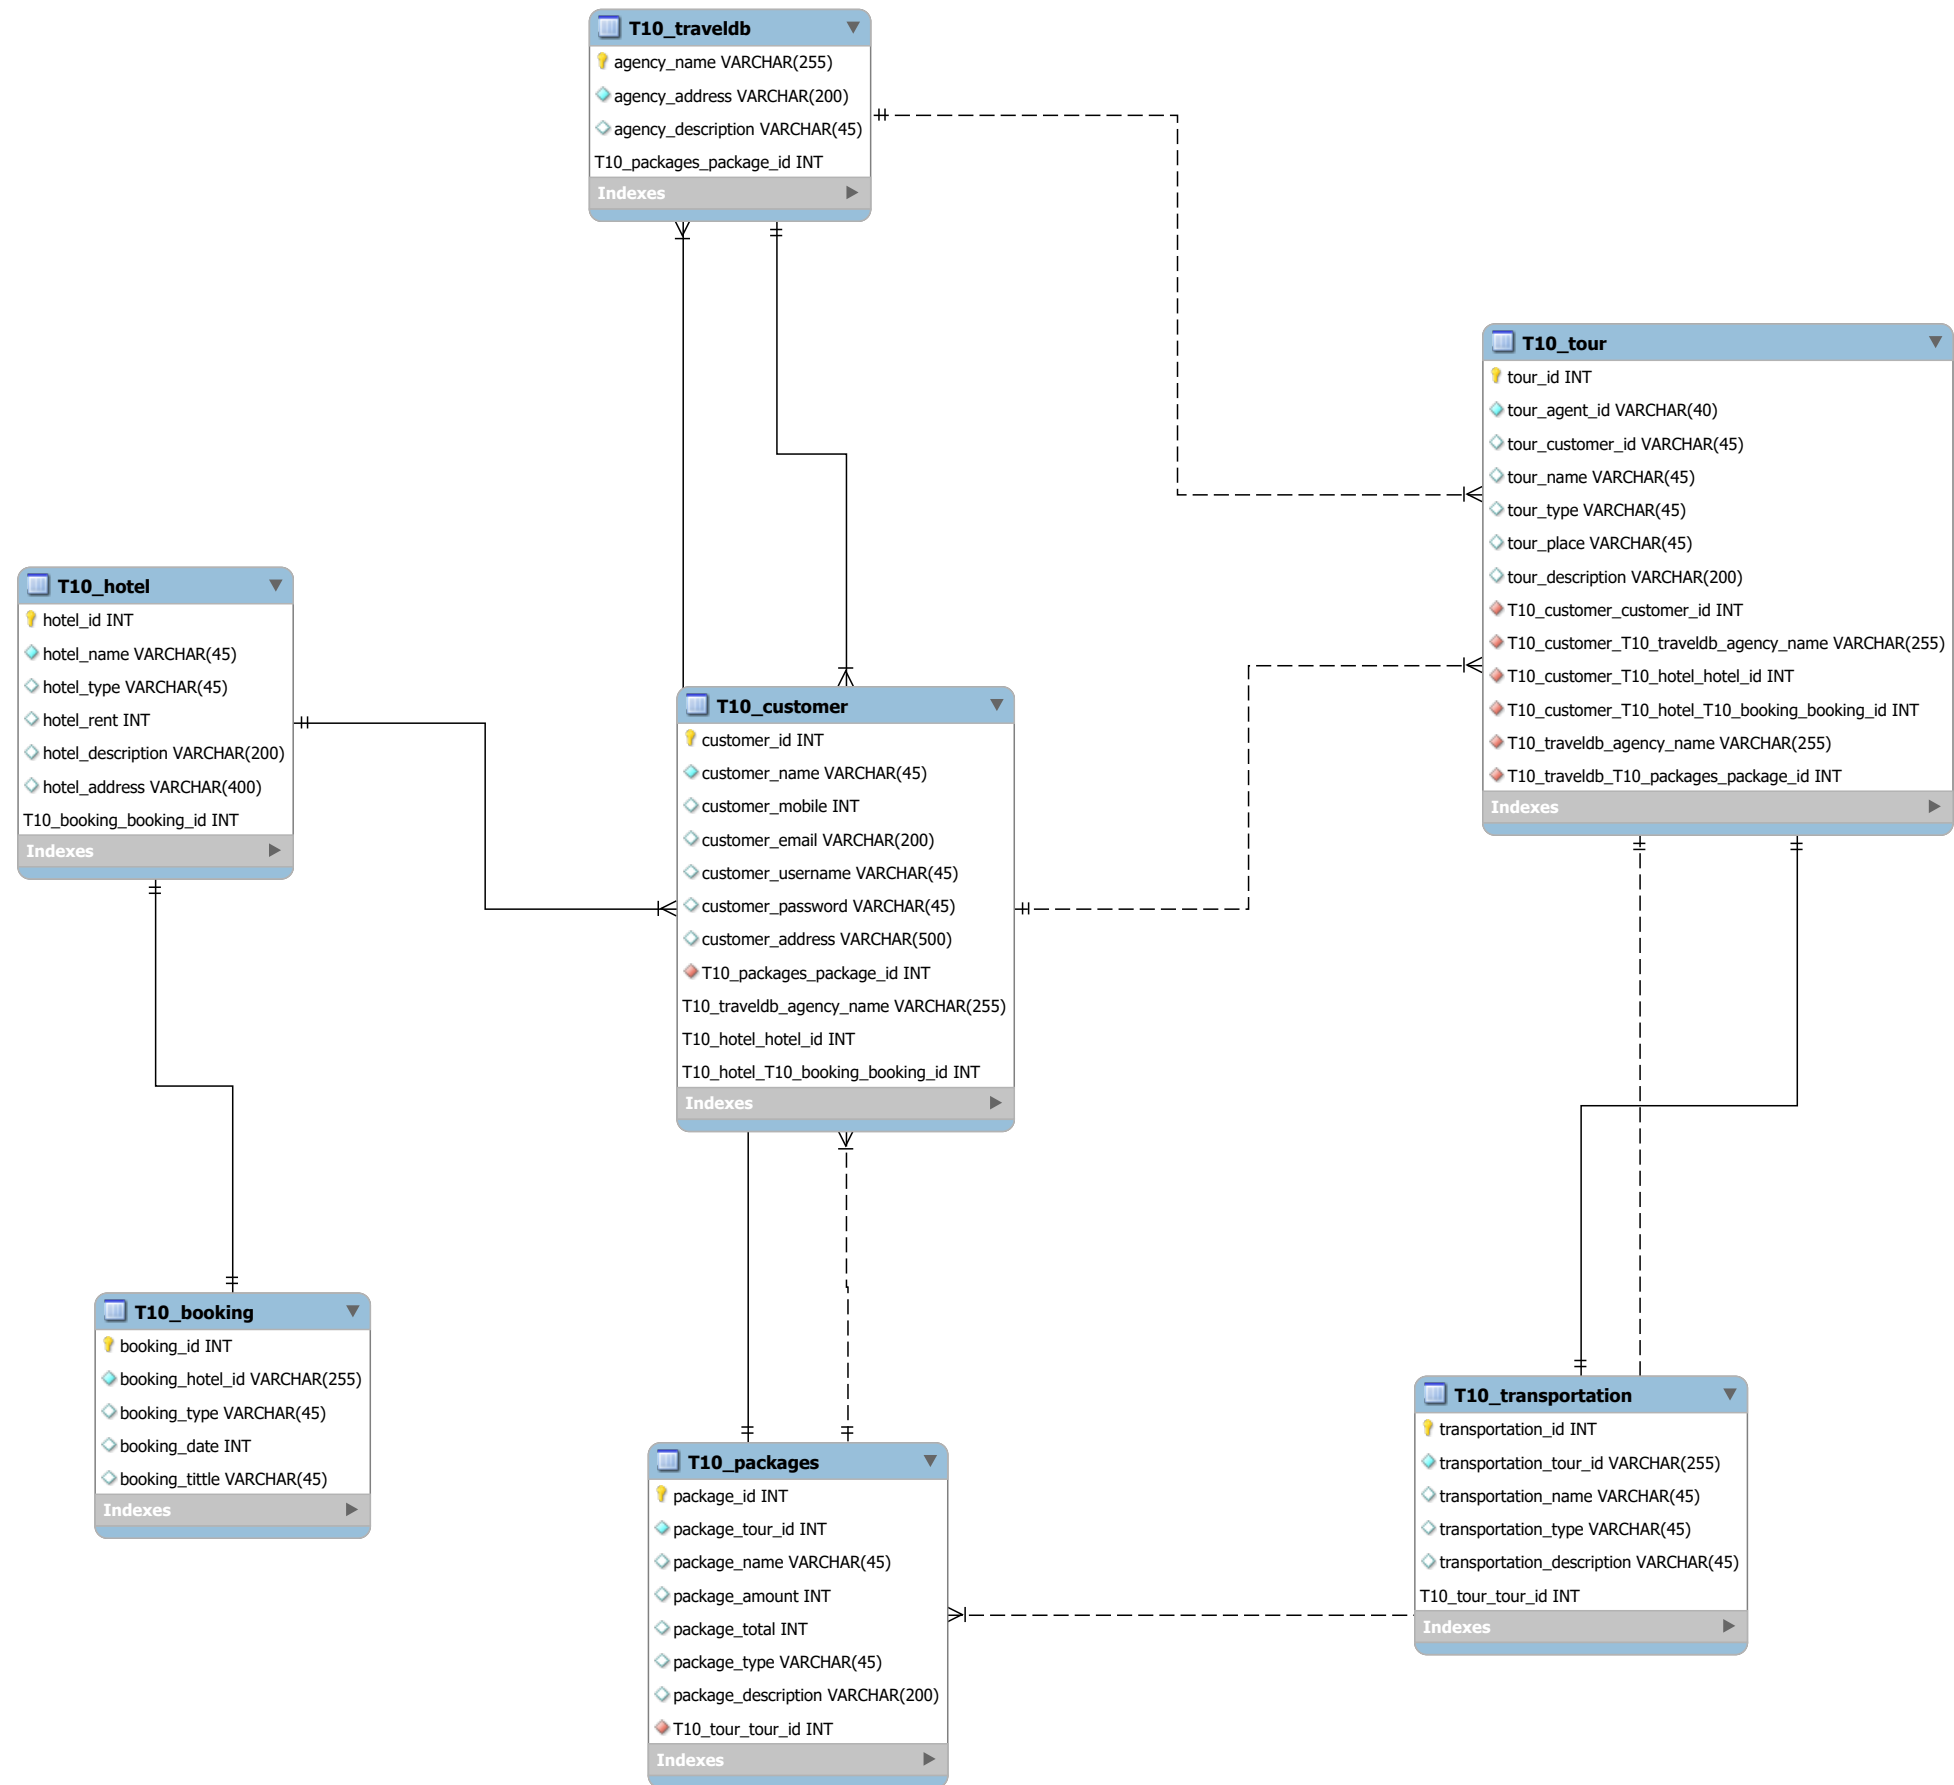 T10_traveldb
agency_name VARCHAR(255)
agency_address VARCHAR(200)
agency_description VARCHAR(45)
T10_packages_package_id INT
Indexes
T10_tour
tour_id INT
tour_agent_id VARCHAR(40)
tour_customer_id VARCHAR(45)
tour_name VARCHAR(45)
tour_type VARCHAR(45)
tour_place VARCHAR(45)
tour_description VARCHAR(200)
T10_customer_customer_id INT
T10_customer_T10_traveldb_agency_name VARCHAR(255)
T10_customer_T10_hotel_hotel_id INT
T10_customer_T10_hotel_T10_booking_booking_id INT
T10_traveldb_agency_name VARCHAR(255)
T10_traveldb_T10_packages_package_id INT
Indexes
T10_hotel
hotel_id INT
hotel_name VARCHAR(45)
hotel_type VARCHAR(45)
hotel_rent INT
hotel_description VARCHAR(200)
hotel_address VARCHAR(400)
T10_booking_booking_id INT
Indexes
T10_customer
customer_id INT
customer_name VARCHAR(45)
customer_mobile INT
customer_email VARCHAR(200)
customer_username VARCHAR(45)
customer_password VARCHAR(45)
customer_address VARCHAR(500)
T10_packages_package_id INT
T10_traveldb_agency_name VARCHAR(255)
T10_hotel_hotel_id INT
T10_hotel_T10_booking_booking_id INT
Indexes
T10_booking
booking_id INT
booking_hotel_id VARCHAR(255)
booking_type VARCHAR(45)
booking_date INT
booking_tittle VARCHAR(45)
Indexes
T10_packages
package_id INT
package_tour_id INT
package_name VARCHAR(45)
package_amount INT
package_total INT
package_type VARCHAR(45)
package_description VARCHAR(200)
T10_tour_tour_id INT
Indexes
T10_transportation
transportation_id INT
transportation_tour_id VARCHAR(255)
transportation_name VARCHAR(45)
transportation_type VARCHAR(45)
transportation_description VARCHAR(45)
T10_tour_tour_id INT
Indexes